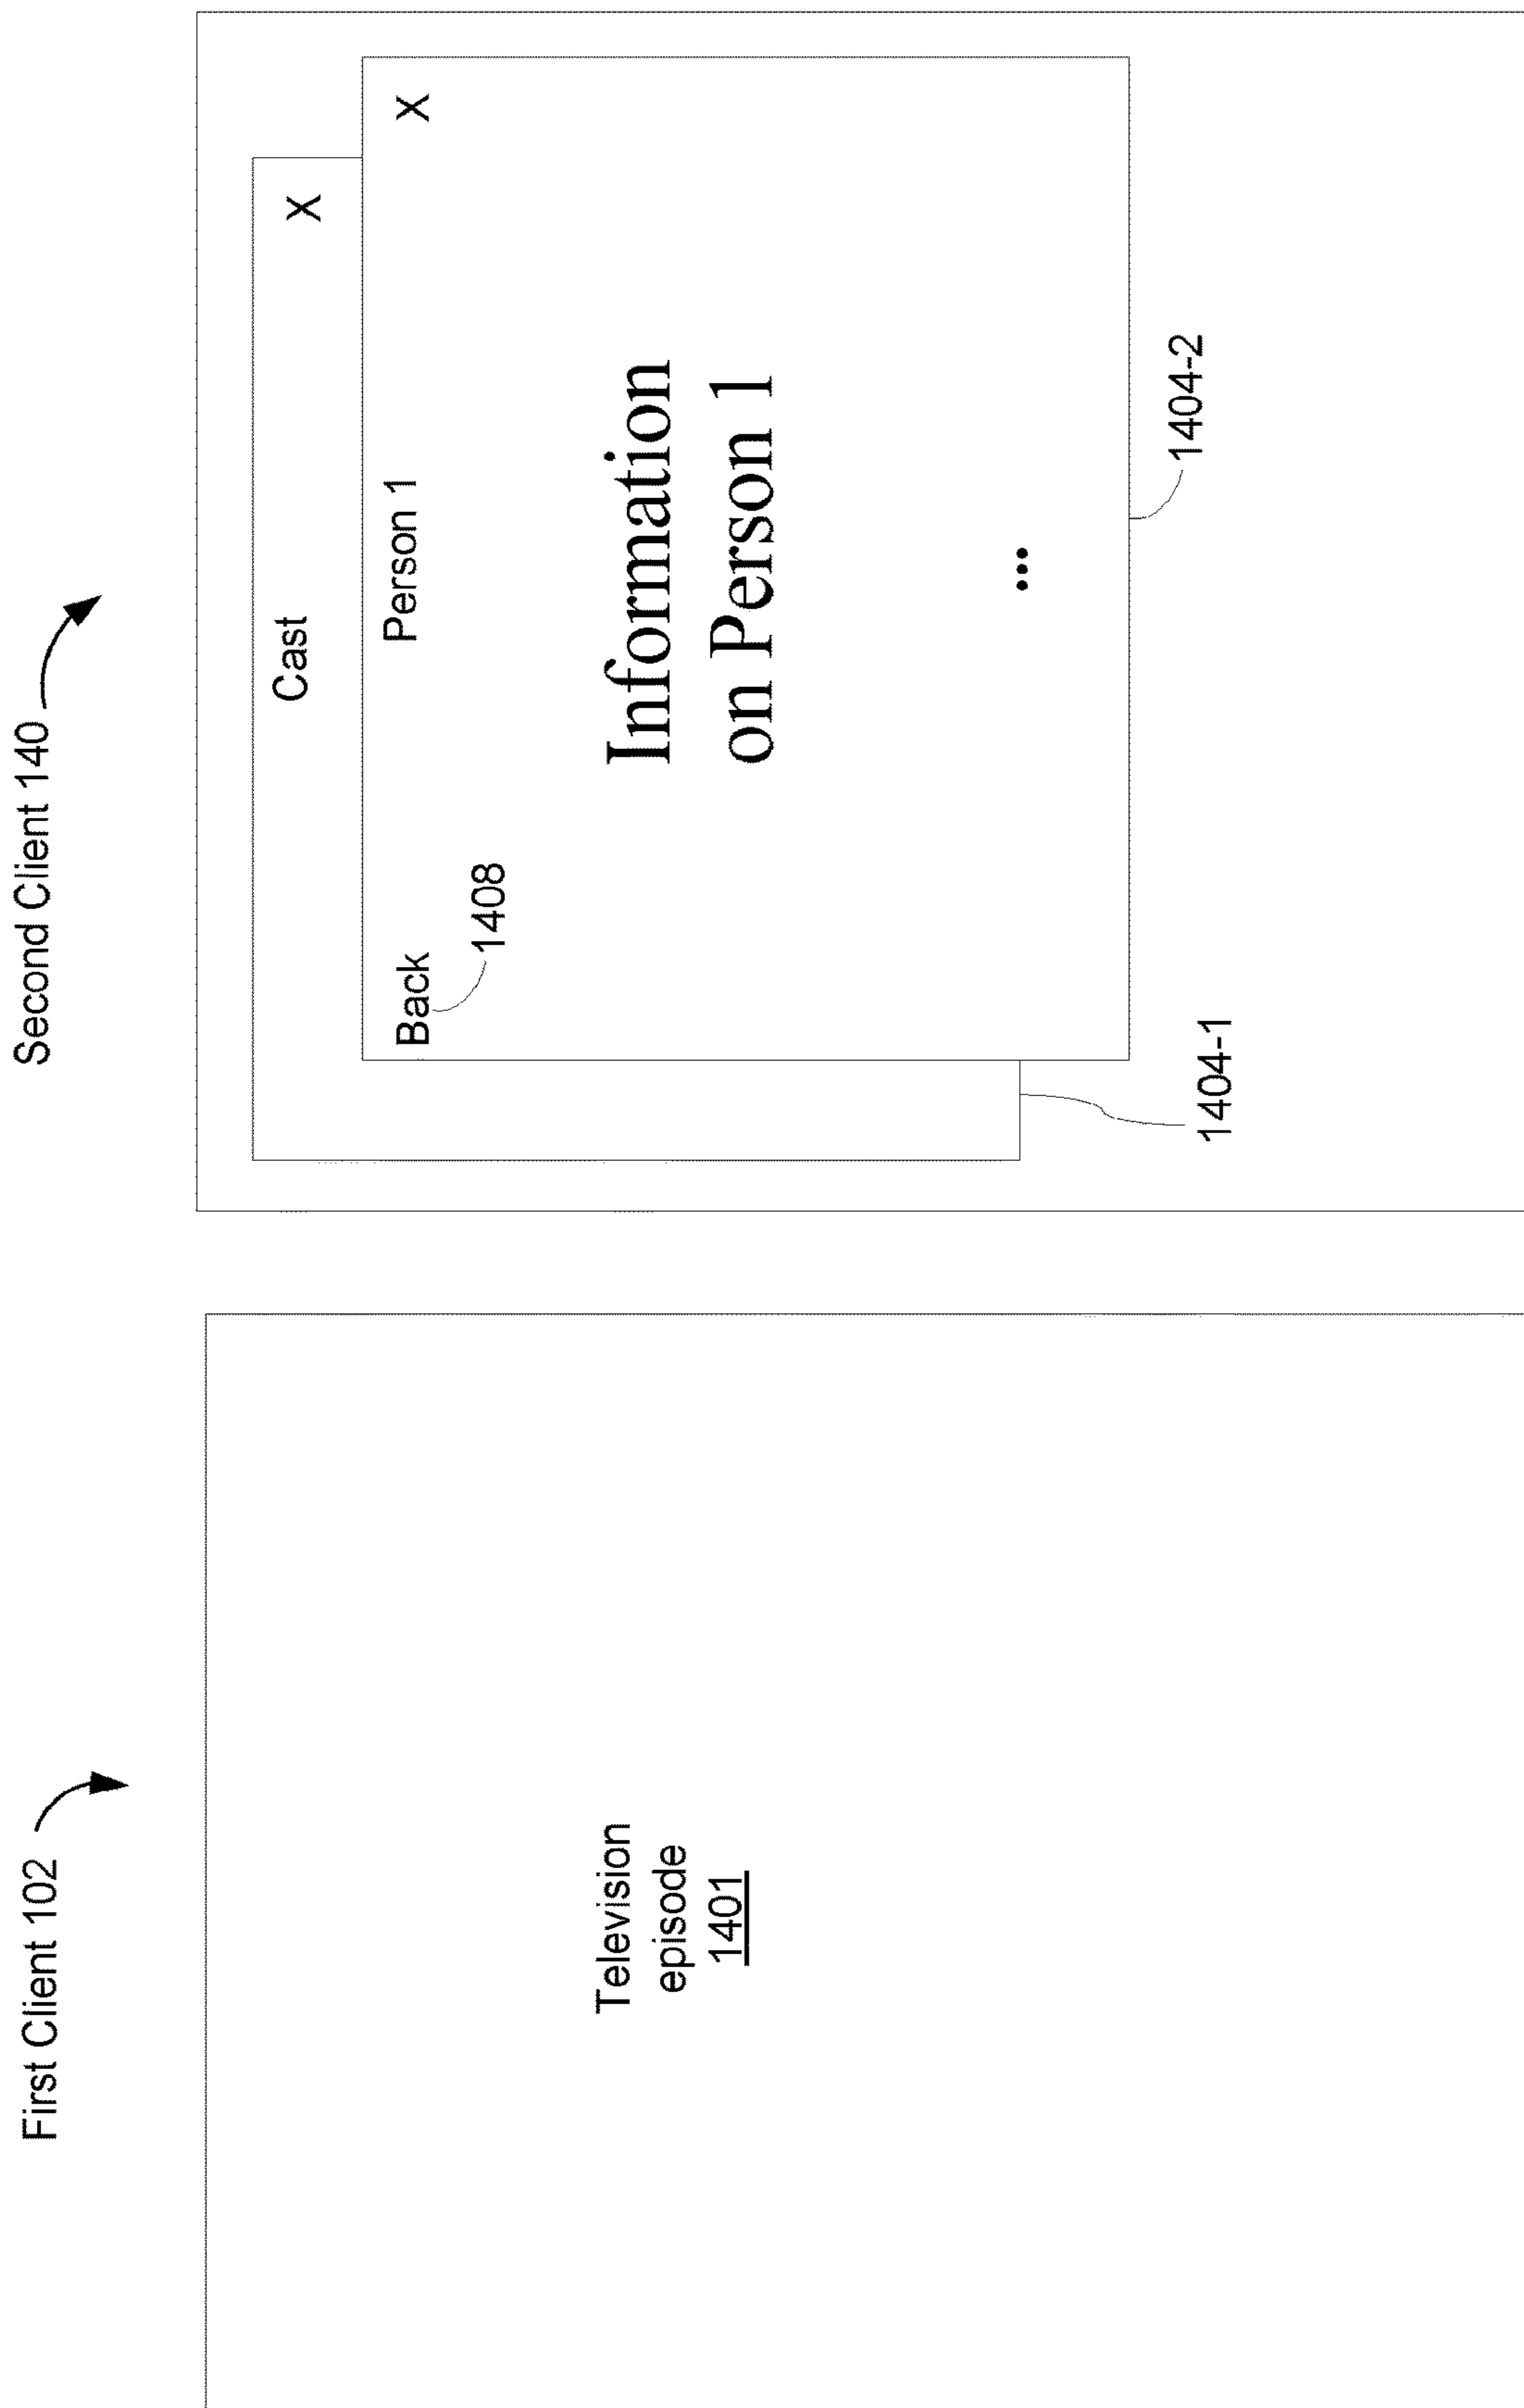 First Client 102
Television
episode
1401
Second Client 140
Cast
X
Back
Person 1
X
1408
Information
on Person 1
...
1404-1
1404-2